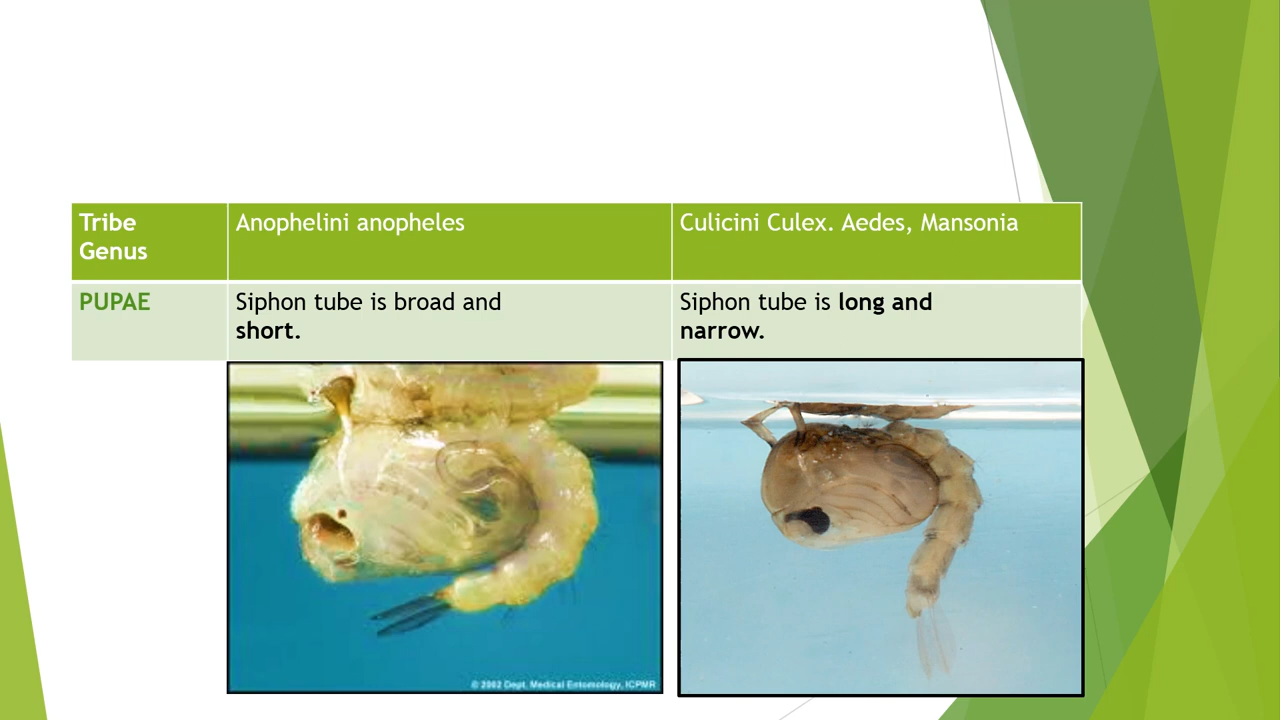 Tribe
Genus
Anophelini anopheles
Culicini Culex. Aedes, Mansonia
PUPAE
Siphon tube is broad and
short.
Siphon tube is long and
narrow.
© 2002 Dept. Medical Entomology, ICPMR